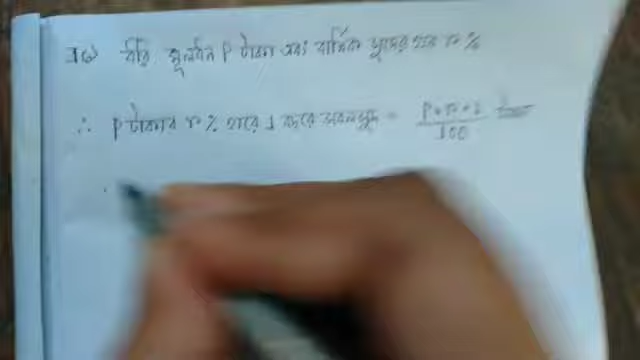 ধরি মূলধন P টাকা এবং বার্ষিক সুদের হার r %
∴ P টাকার r % হারে 1 বছরে সরলসুদ = P×r×1/100 টাকা